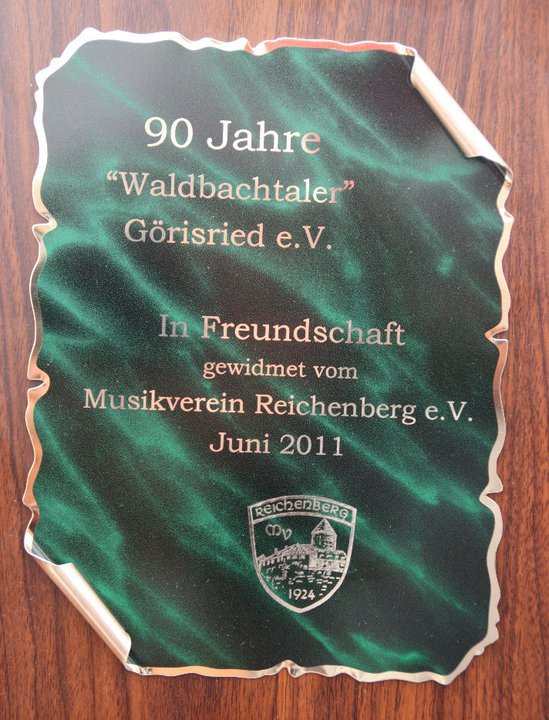 90 Jahre
“Waldbachtaler”
Görisried e.V.
In Freundschaft
gewidmet vom
Musikverein Reichenberg e.V.
Juni 2011
REICHENBERG
MV
1924